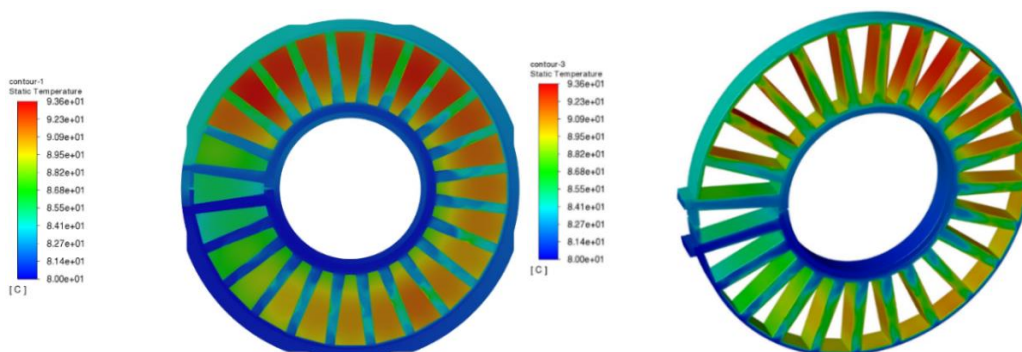 contour-1
Static Temperature
9.36e+01
9.23e+01
9.09e+01
8.95e+01
8.82e+01
8.68e+01
8.55e+01
8.41e+01
8.27e+01
8.14e+01
8.00e+01
[ C ]
contour-3
Static Temperature
9.36e+01
9.23e+01
9.09e+01
8.95e+01
8.82e+01
8.68e+01
8.55e+01
8.41e+01
8.27e+01
8.14e+01
8.00e+01
[ C ]